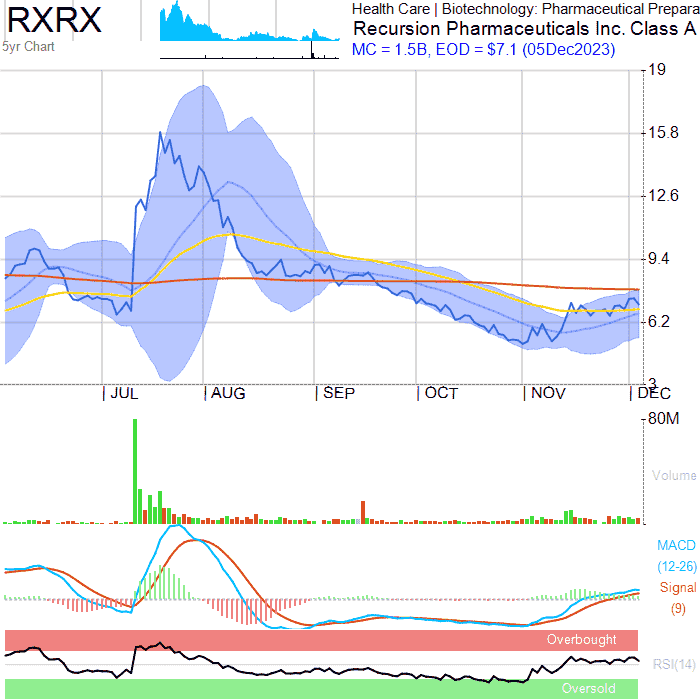 RXRX
5yr Chart
Health Care | Biotechnology: Pharmaceutical Prepara
Recursion Pharmaceuticals Inc. Class A
MC = 1.5B, EOD = $7.1 (05Dec2023)
19
15.8
12.6
9.4
6.2
3
JUL
AUG
SEP
OCT
NOV
DEC
80M
Volume
MACD
(12-26)
Signal
(9)
Overbought
RSI(14)
Oversold